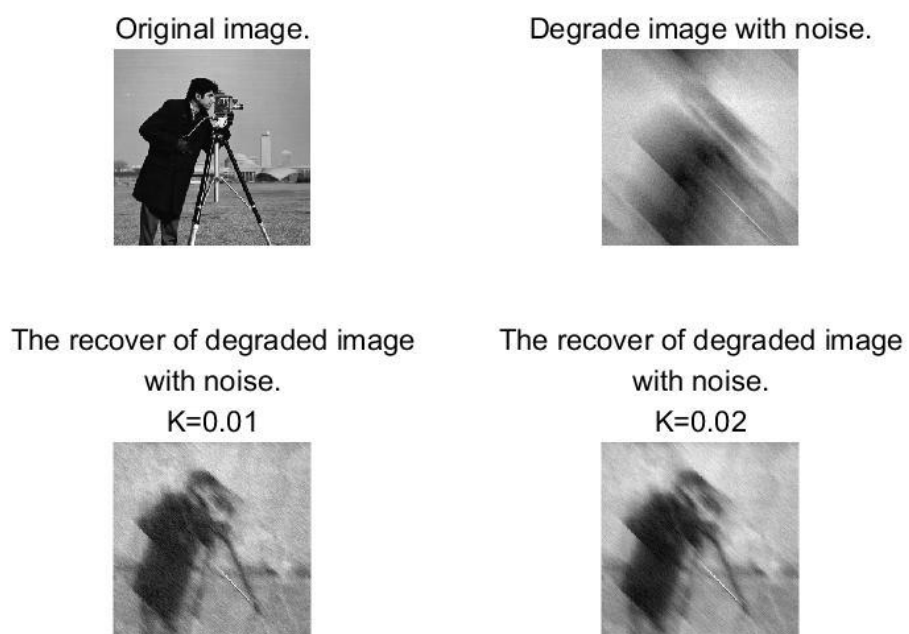 Original image.
Degrade image with noise.
The recover of degraded image
with noise.
K=0.01
The recover of degraded image
with noise.
K=0.02